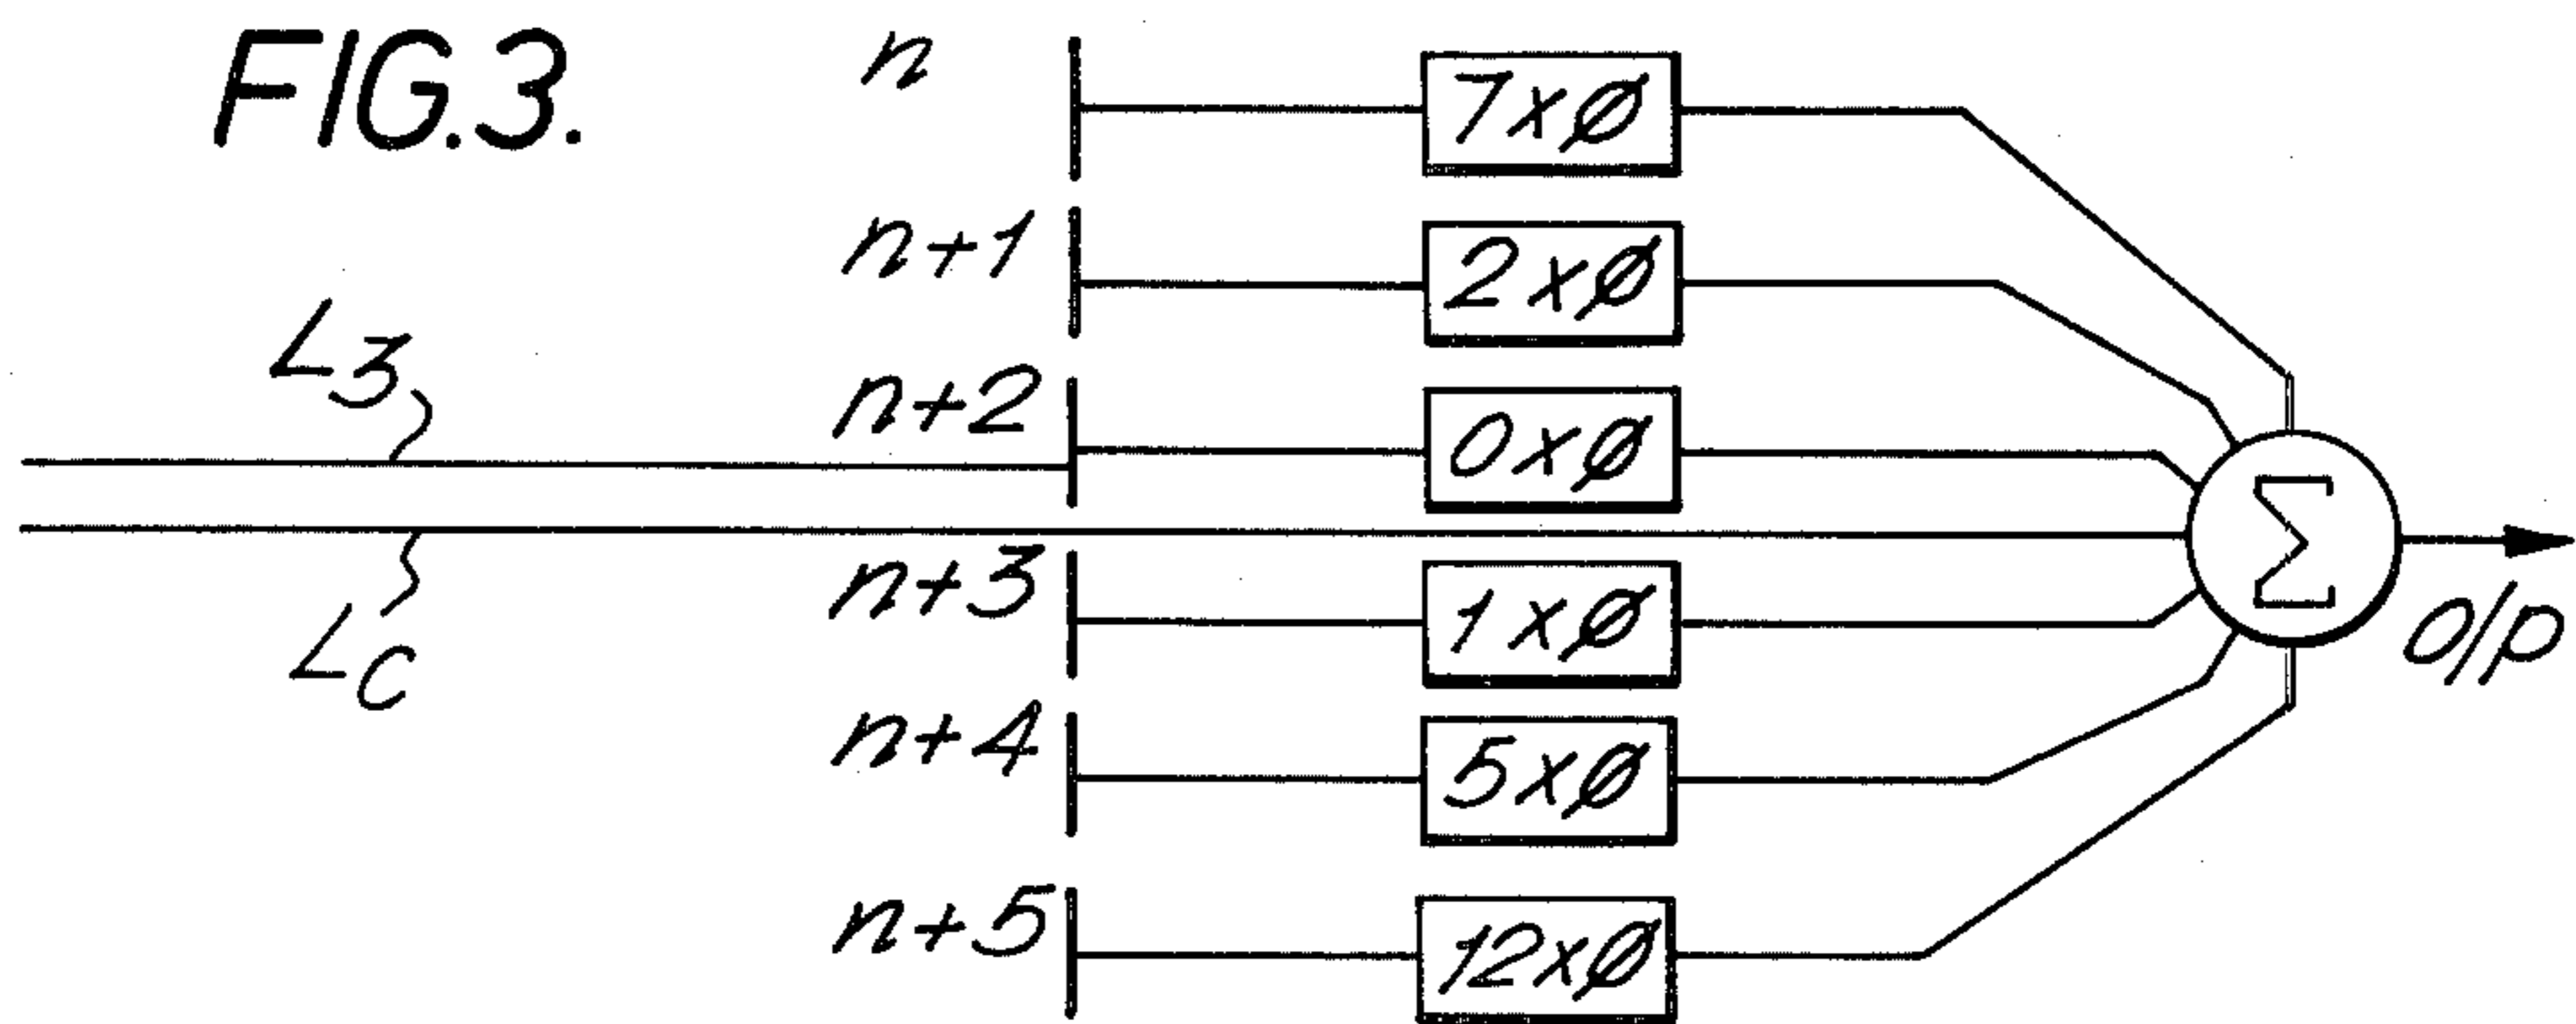 FIG.3.
n
7xø
n+1
2xø
L3
n+2
0xø
Σ
n+3
1xø
O/P
LC
n+4
5xø
n+5
12xø